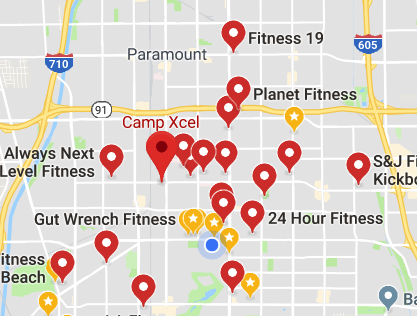 Fitness 19
605
Paramount
710
Planet Fitness
91
Camp Xcel
Always Next
Level Fitness
S&J Fi
Kickbo
Gut Wrench Fitness
24 Hour Fitness
itness
Beach
Ba